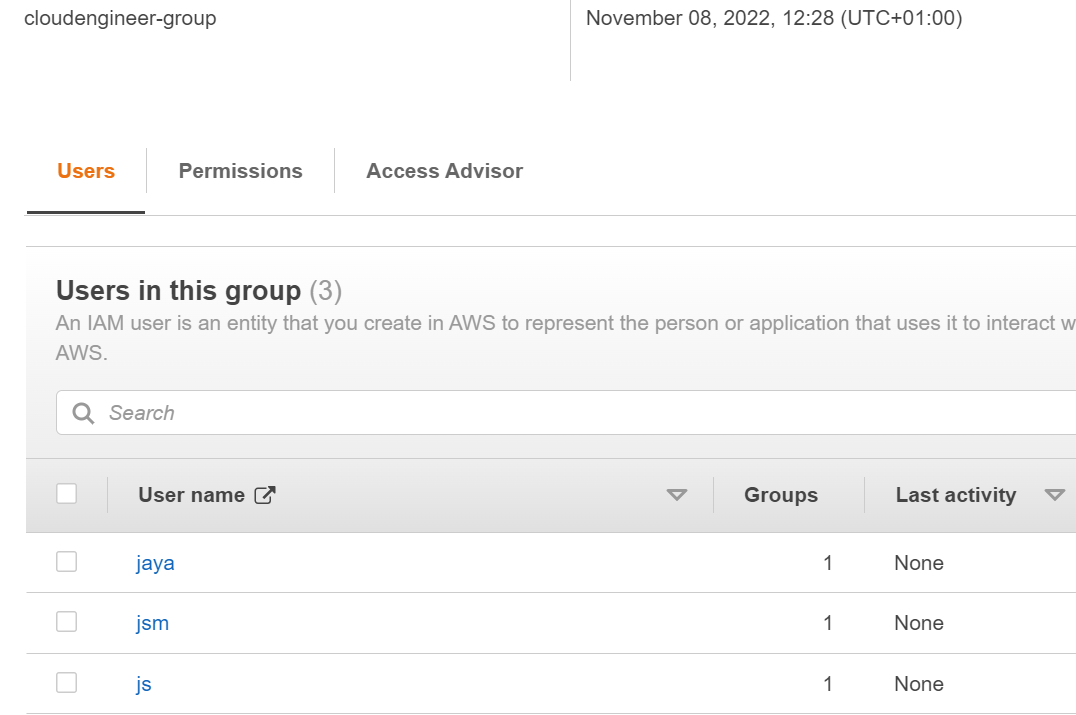 cloudengineer-group
November 08, 2022, 12:28 (UTC+01:00)
Users
Permissions
Access Advisor
Users in this group (3)
An IAM user is an entity that you create in AWS to represent the person or application that uses it to interact w
AWS.
Search
User name
Groups
Last activity
jaya
1
None
jsm
1
None
js
1
None